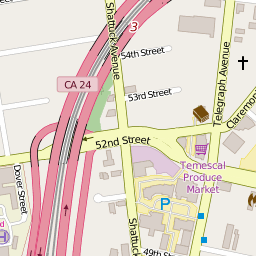 Shattuck Avenue
3
54th Street
Telegraph Avenue
CA 24
53rd Street
52nd Street
Temescal
Produce
Market
Dover Street
P
Shattuck
49th